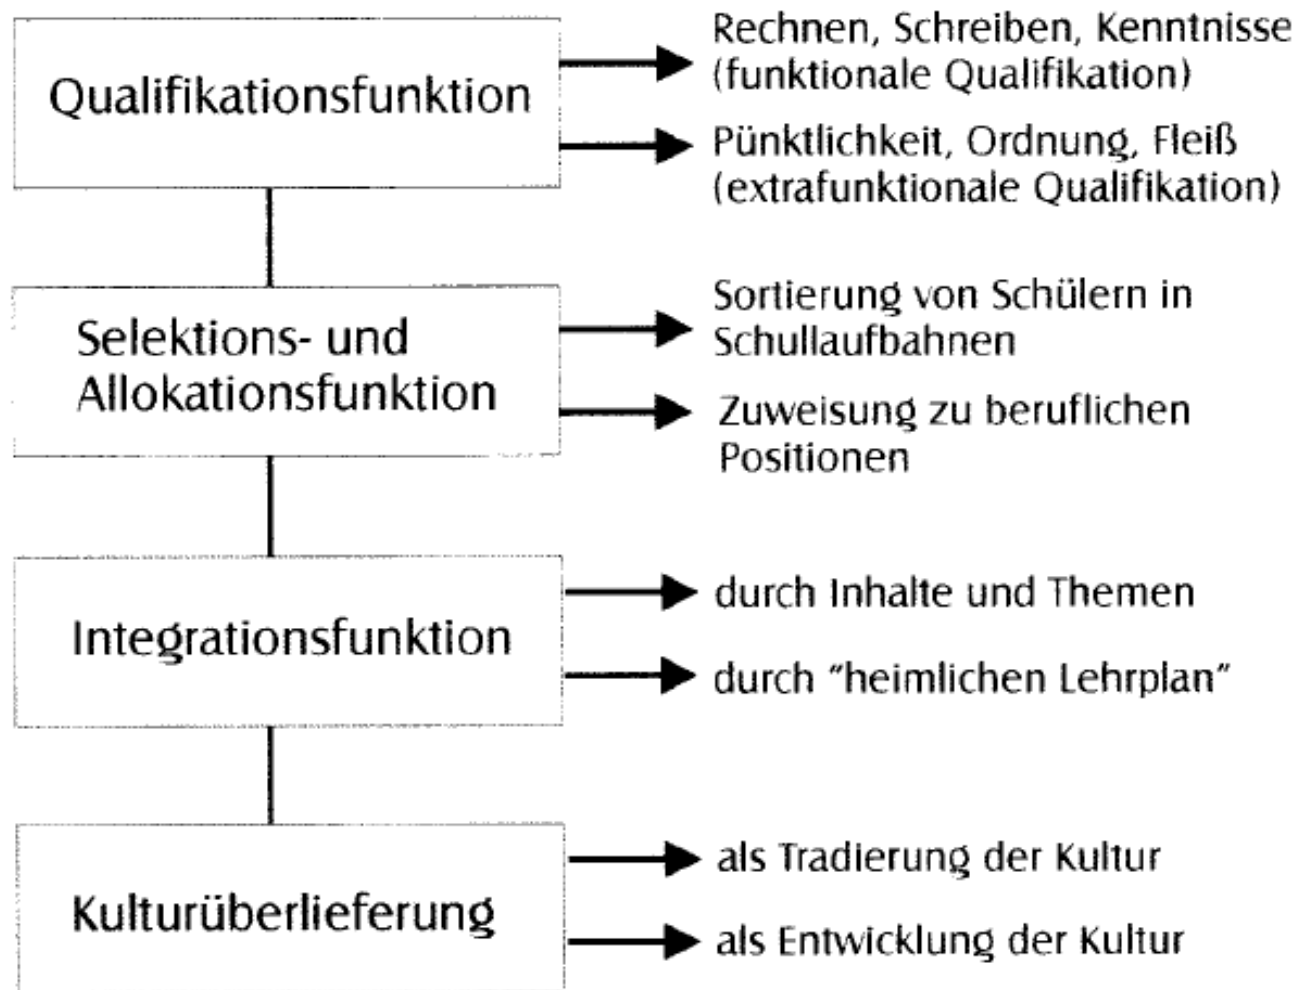 Qualifikationsfunktion
Rechnen, Schreiben, Kenntnisse
(funktionale Qualifikation)
Pünktlichkeit, Ordnung, Fleiß
(extrafunktionale Qualifikation)
Selektions- und
Allokationsfunktion
Sortierung von Schülern in
Schullaufbahnen
Zuweisung zu beruflichen
Positionen
Integrationsfunktion
durch Inhalte und Themen
durch "heimlichen Lehrplan"
Kulturüberlieferung
als Tradierung der Kultur
als Entwicklung der Kultur